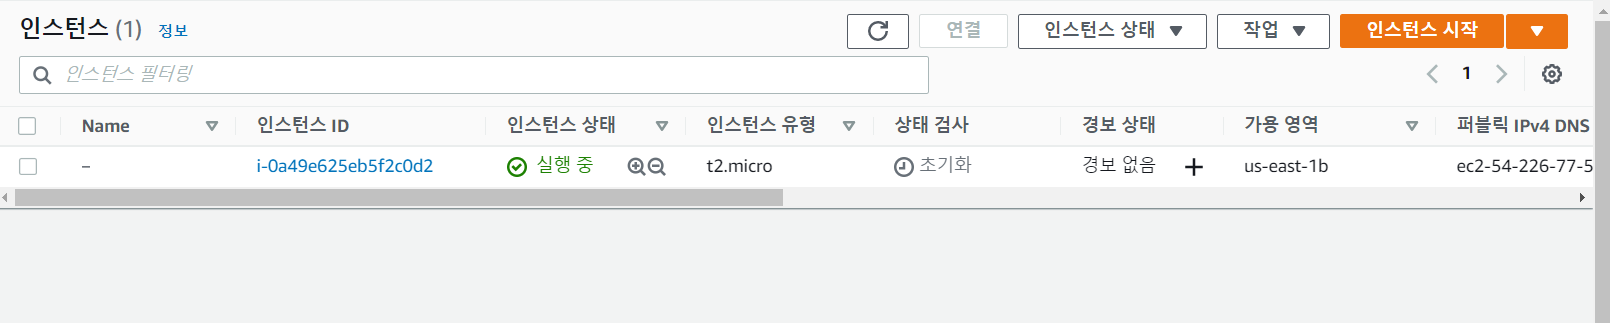 인스턴스 (1) 정보 연결 인스턴스 상태 작업 인스턴스 시작
인스턴스 필터링 1
Name 인스턴스 ID 인스턴스 상태 인스턴스 유형 상태 검사 경보 상태 가용 영역 퍼블릭 IPv4 DNS
– i-0a49e625eb5f2c0d2 실행 중 t2.micro 초기화 경보 없음 + us-east-1b ec2-54-226-77-5